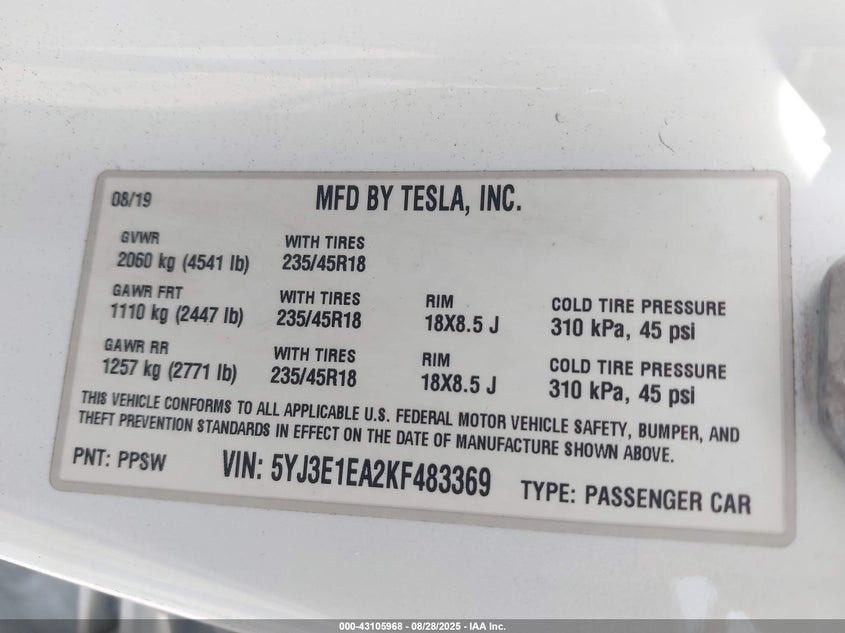 08/19 MFD BY TESLA, INC.
GVWR WITH TIRES
2060 kg (4541 lb) 235/45R18
GAWR FRT WITH TIRES RIM COLD TIRE PRESSURE
1110 kg (2447 lb) 235/45R18 18X8.5 J 310 kPa, 45 psi
GAWR RR WITH TIRES RIM COLD TIRE PRESSURE
1257 kg (2771 lb) 235/45R18 18X8.5 J 310 kPa, 45 psi
THIS VEHICLE CONFORMS TO ALL APPLICABLE U.S. FEDERAL MOTOR VEHICLE SAFETY, BUMPER, AND
THEFT PREVENTION STANDARDS IN EFFECT ON THE DATE OF MANUFACTURE SHOWN ABOVE.
PNT: PPSW VIN: 5YJ3E1EA2KF483369 TYPE: PASSENGER CAR
000-43105968 - 08/28/2025 - IAA Inc.